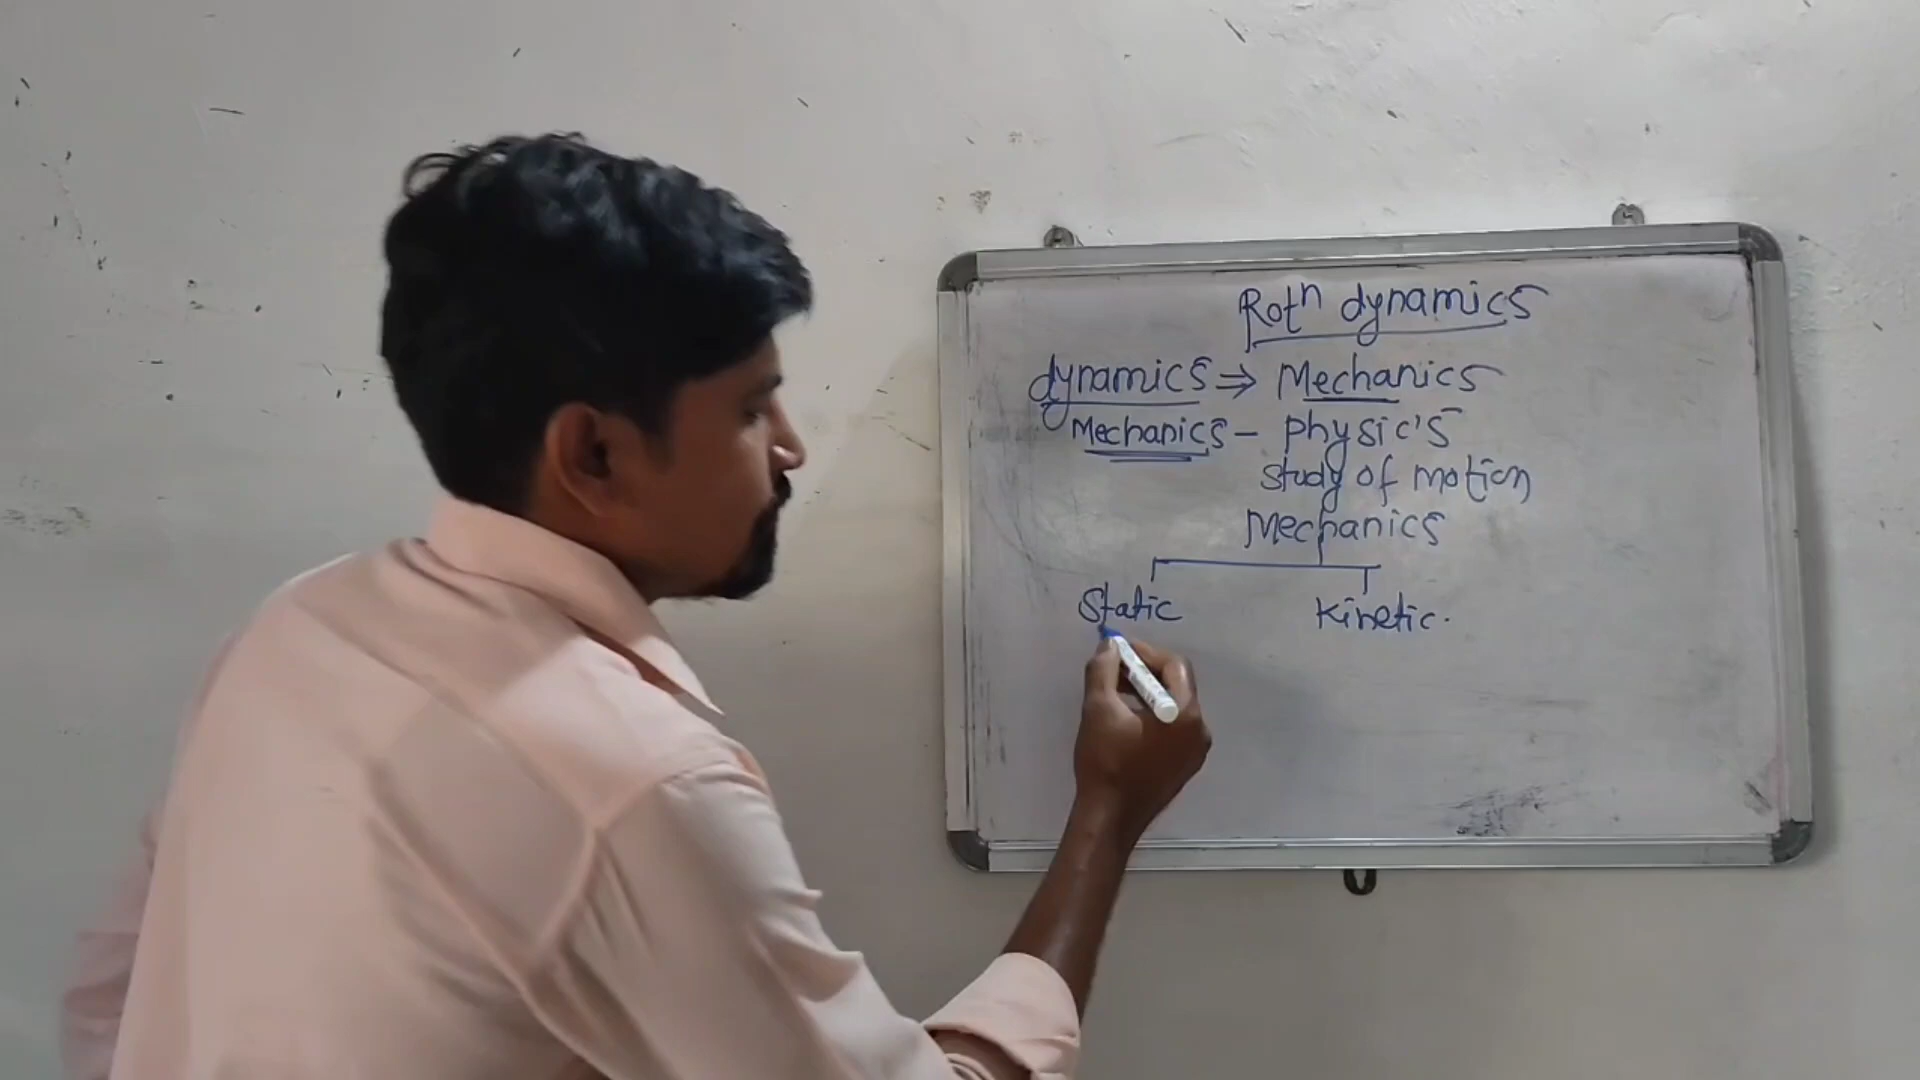 Rotn dynamics
dynamics ⇒ Mechanics
Mechanics – physic's
study of motion
Mechanics
Static Kinetic.